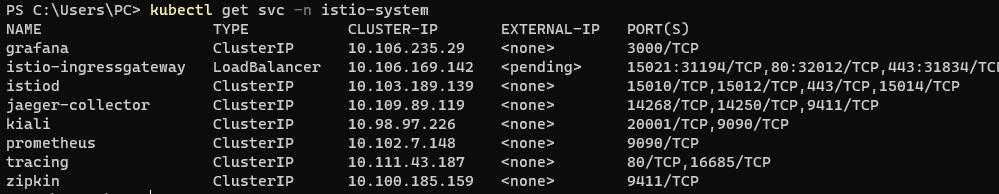 PS C:\Users\PC> kubectl get svc -n istio-system
NAME TYPE CLUSTER-IP EXTERNAL-IP PORT(S)
grafana ClusterIP 10.106.235.29 <none> 3000/TCP
istio-ingressgateway LoadBalancer 10.106.169.142 <pending> 15021:31194/TCP,80:32012/TCP,443:31834/TC
istiod ClusterIP 10.103.189.139 <none> 15010/TCP,15012/TCP,443/TCP,15014/TCP
jaeger-collector ClusterIP 10.109.89.119 <none> 14268/TCP,14250/TCP,9411/TCP
kiali ClusterIP 10.98.97.226 <none> 20001/TCP,9090/TCP
prometheus ClusterIP 10.102.7.148 <none> 9090/TCP
tracing ClusterIP 10.111.43.187 <none> 80/TCP,16685/TCP
zipkin ClusterIP 10.100.185.159 <none> 9411/TCP